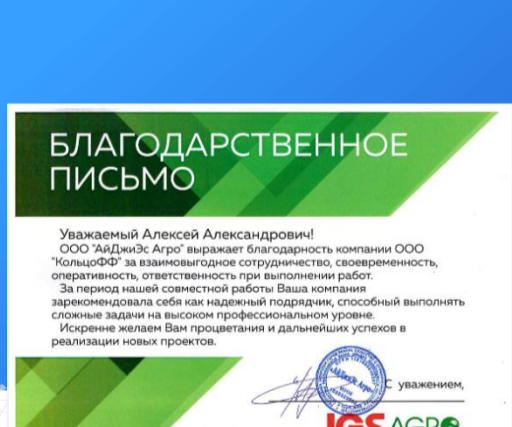 БЛАГОДАРСТВЕННОЕ
ПИСЬМО
Уважаемый Алексей Александрович!
ООО "АйДжиЭс Агро" выражает благодарность компании ООО
"КольцоФФ" за взаимовыгодное сотрудничество, своевременность,
оперативность, ответственность при выполнении работ.
За период нашей совместной работы Ваша компания
зарекомендовала себя как надежный подрядчик, способный выполнять
сложные задачи на высоком профессиональном уровне.
Искренне желаем Вам процветания и дальнейших успехов в
реализации новых проектов.
С уважением,
IGS AGRO